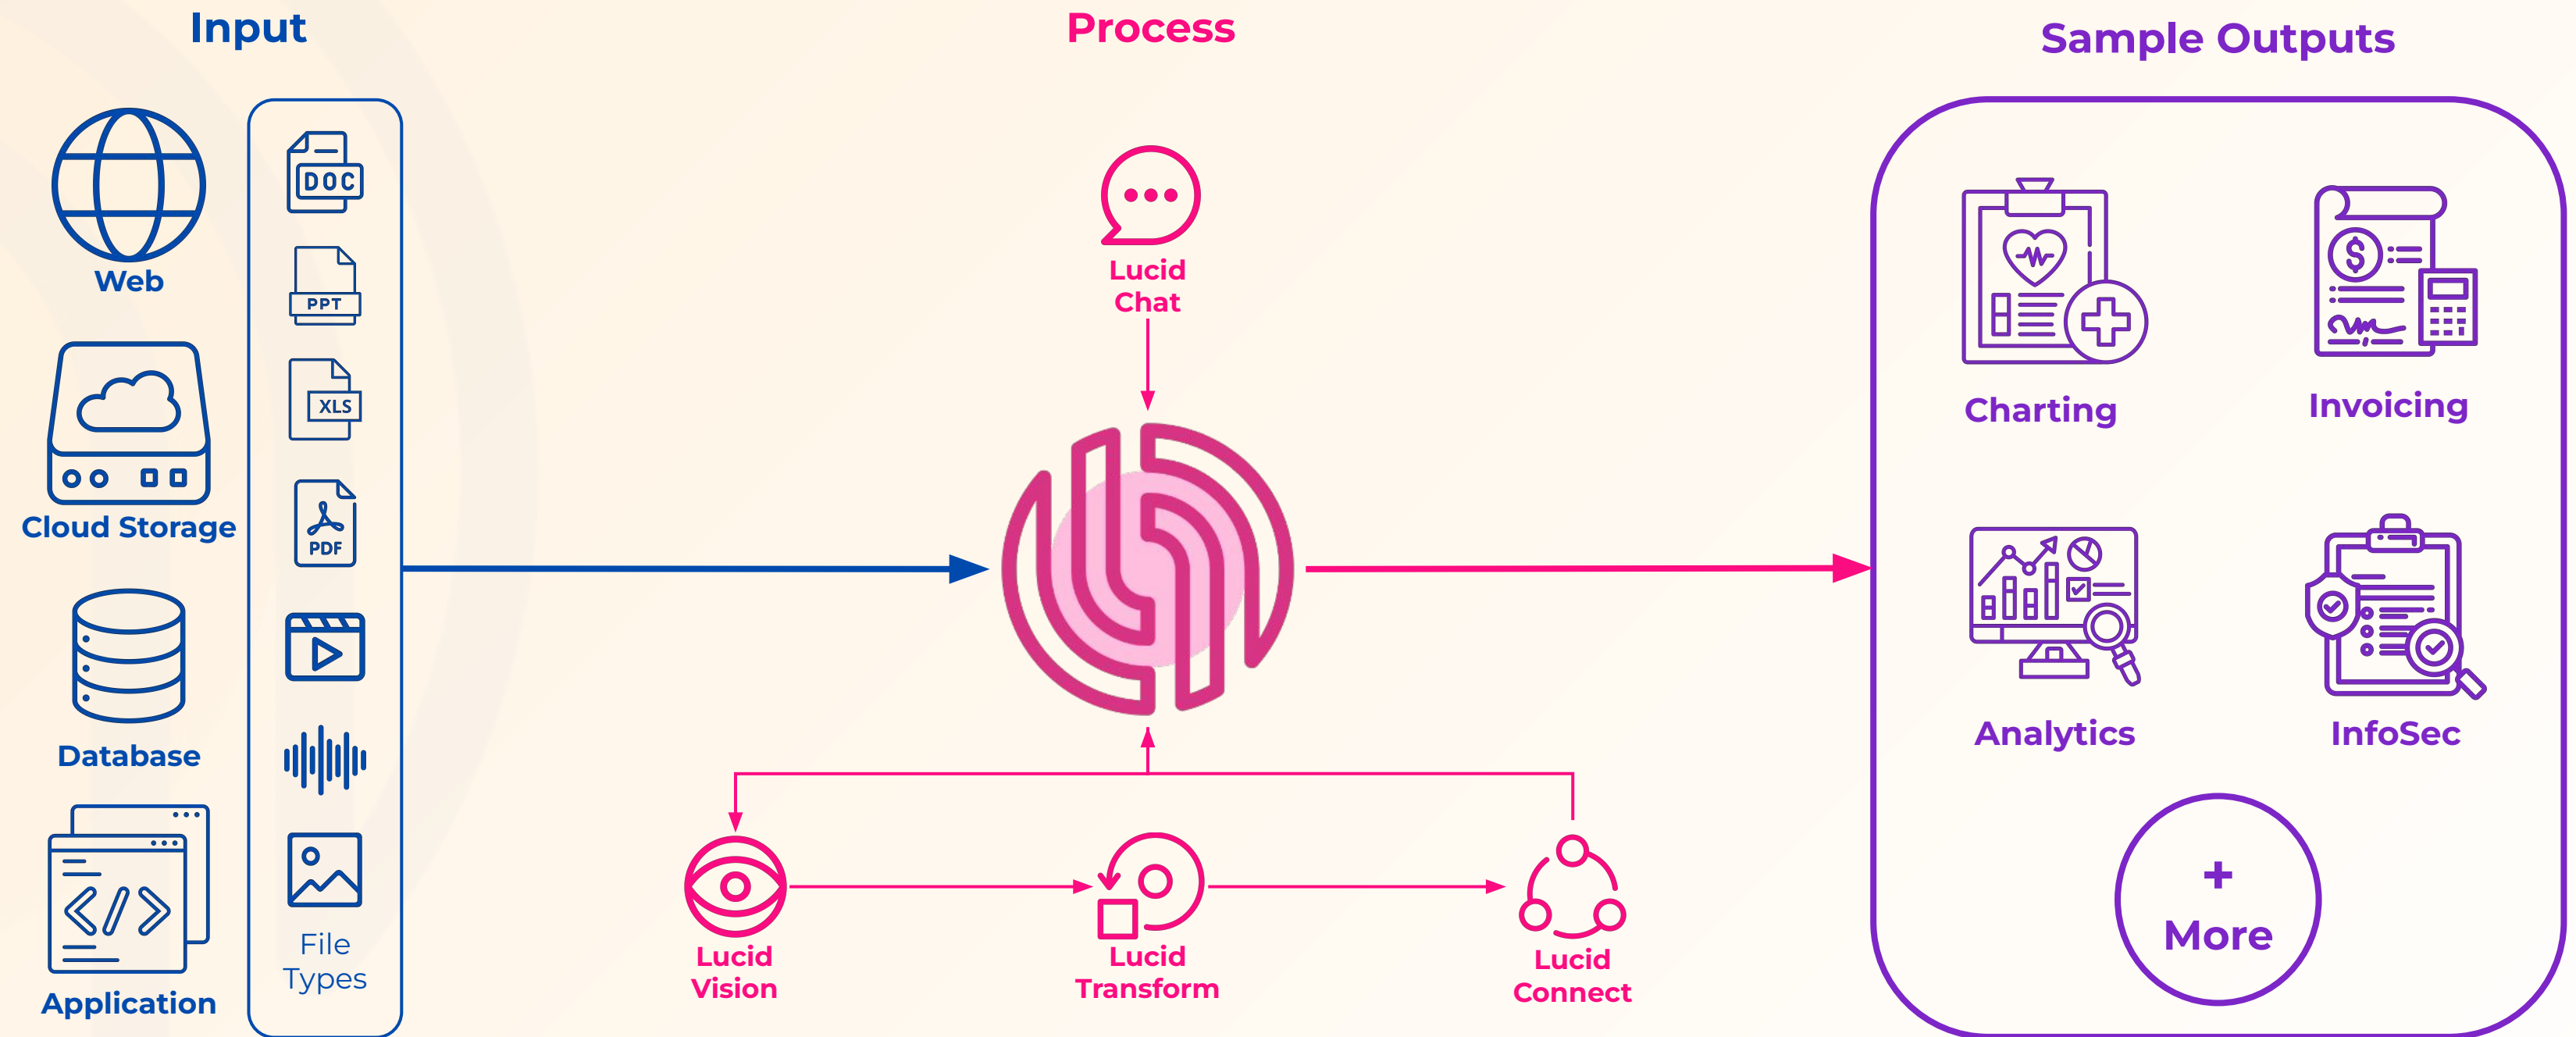 Input
Web
Cloud Storage
Database
Application
DOC
PPT
XLS
PDF
File
Types
Process
Lucid
Chat
Lucid
Vision
Lucid
Transform
Lucid
Connect
Sample Outputs
Charting
$
Invoicing
Analytics
InfoSec
+
More